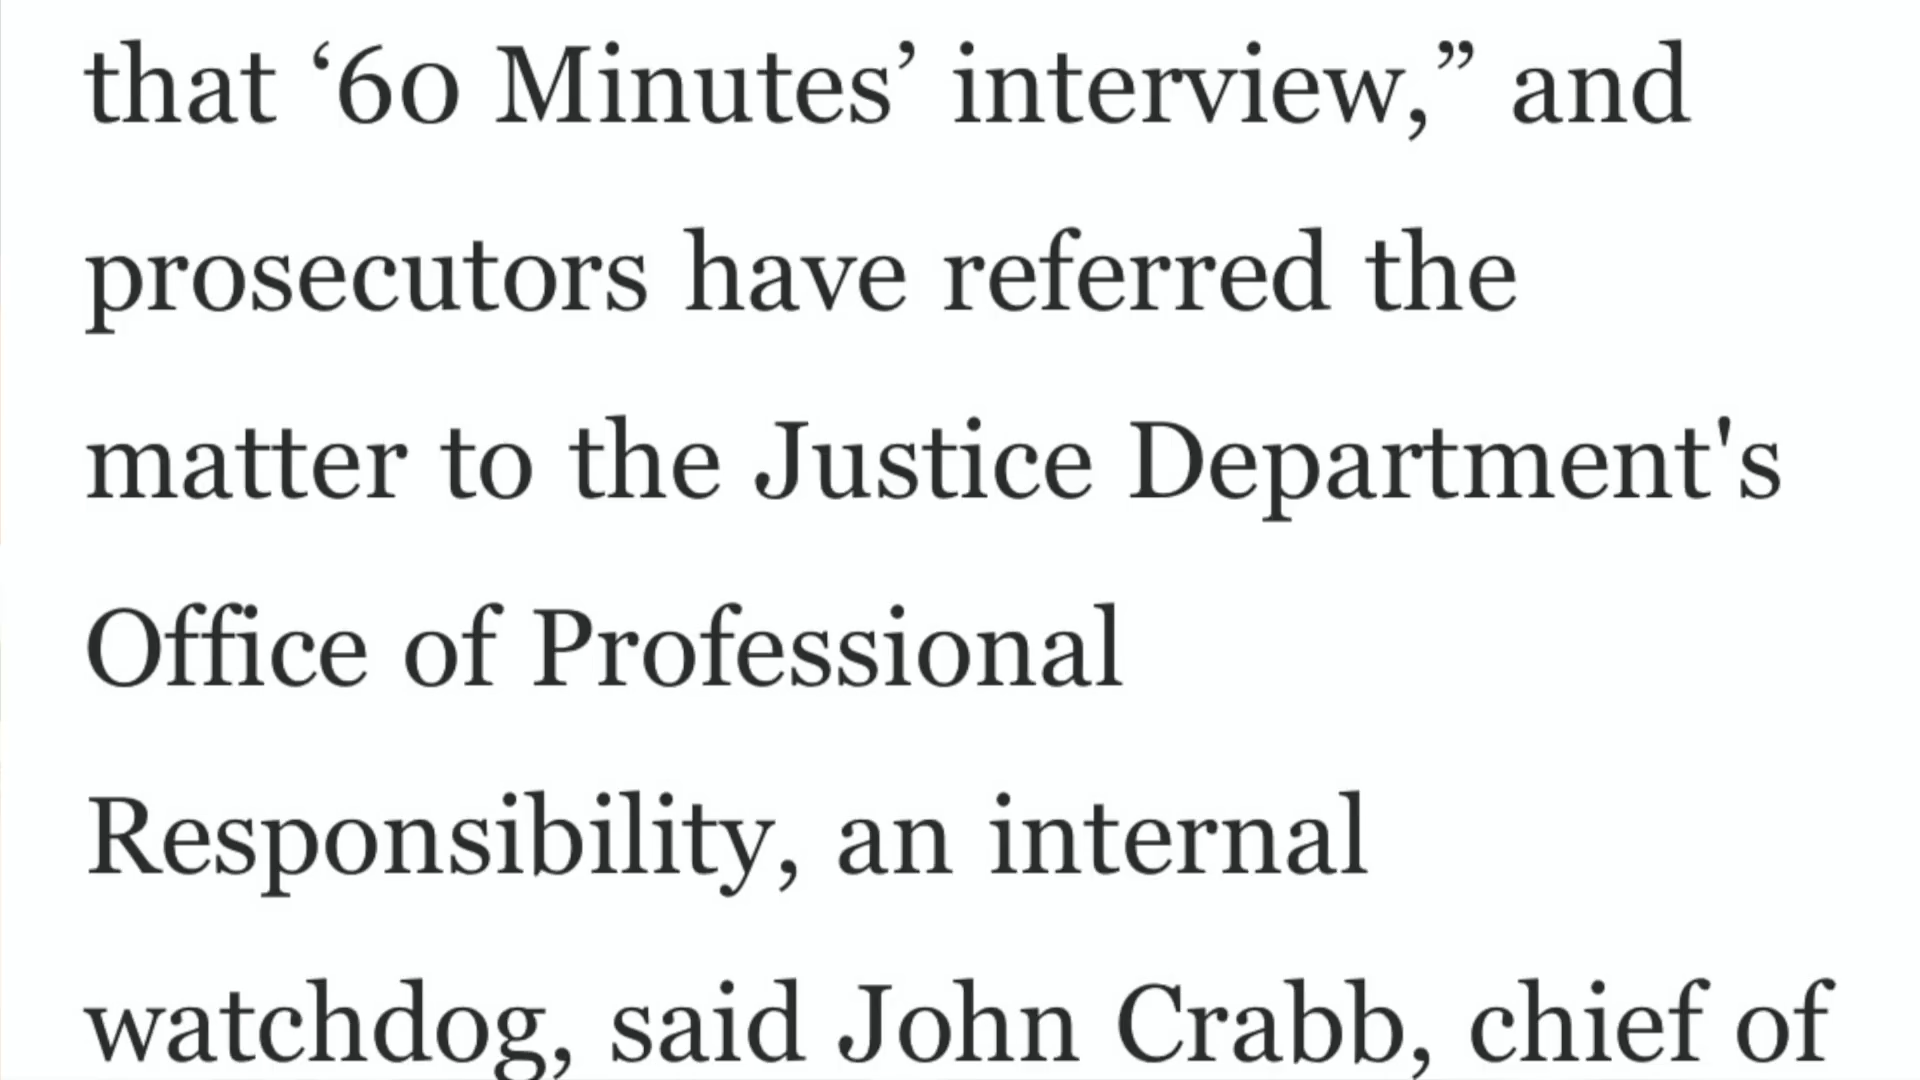 that ‘60 Minutes’ interview,” and
prosecutors have referred the
matter to the Justice Department's
Office of Professional
Responsibility, an internal
watchdog, said John Crabb, chief of